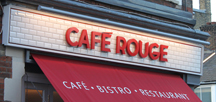 CAFE ROUGE
CAFE · BISTRO · RESTAURANT